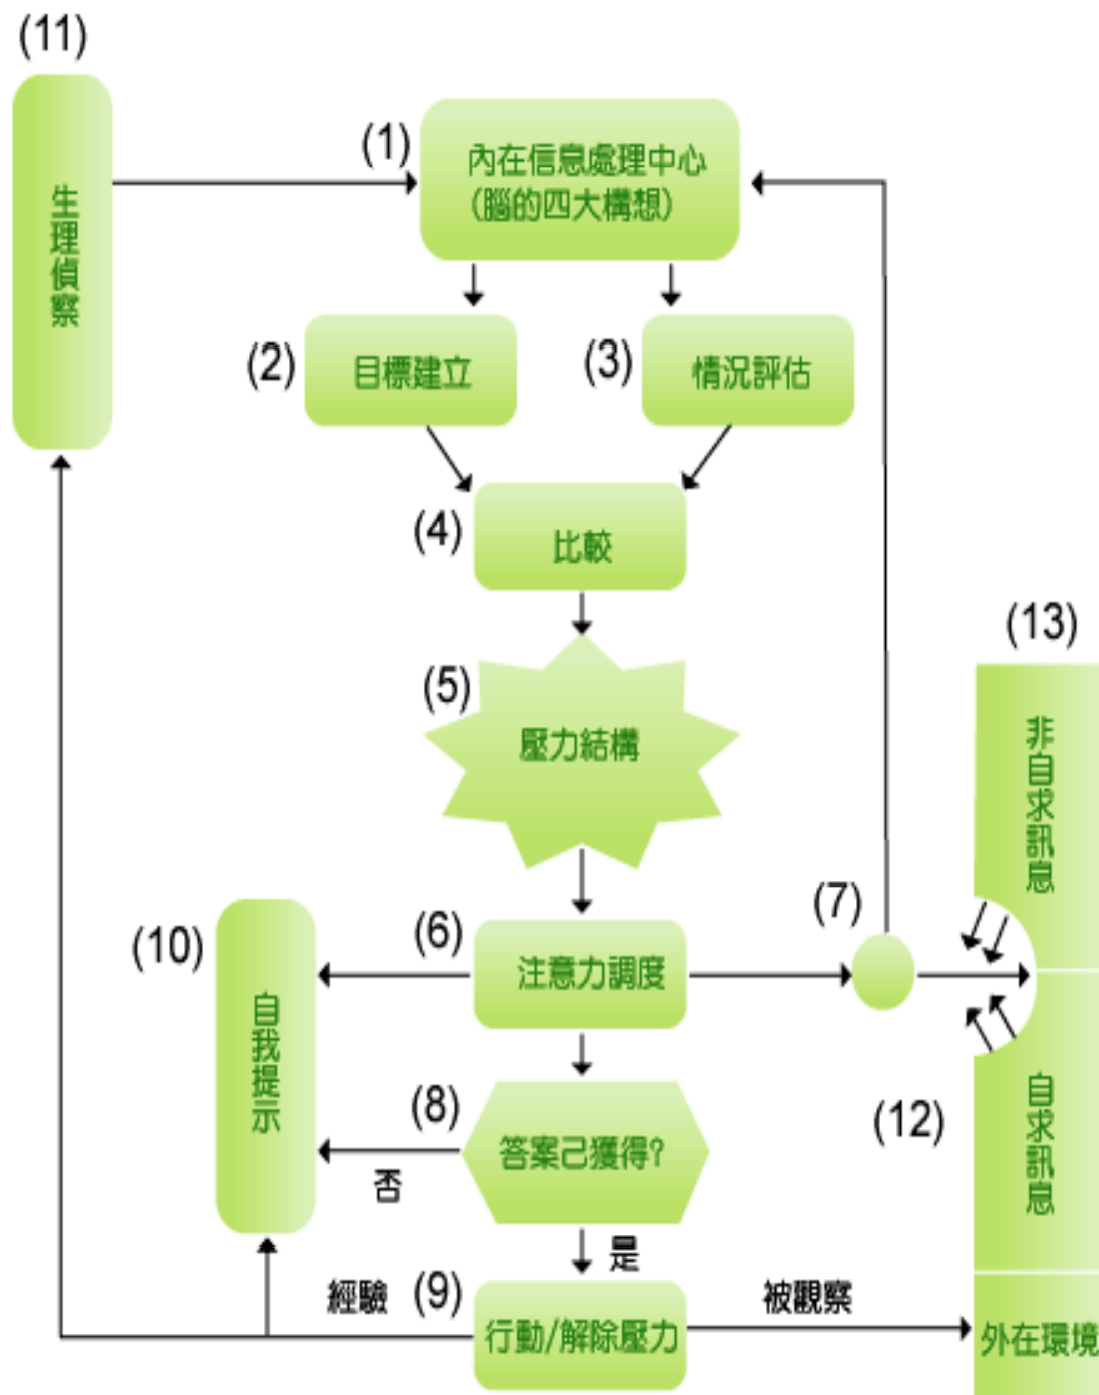 (11)
生理偵察
(1)
內在信息處理中心
(腦的四大構想)
(2)
目標建立
(3)
情況評估
(4)
比較
(5)
壓力結構
(13)
非自求訊息
(6)
注意力調度
(7)
(10)
自我提示
(8)
答案己獲得?
否
是
(12)
自求訊息
經驗
(9)
行動/解除壓力
被觀察
外在環境